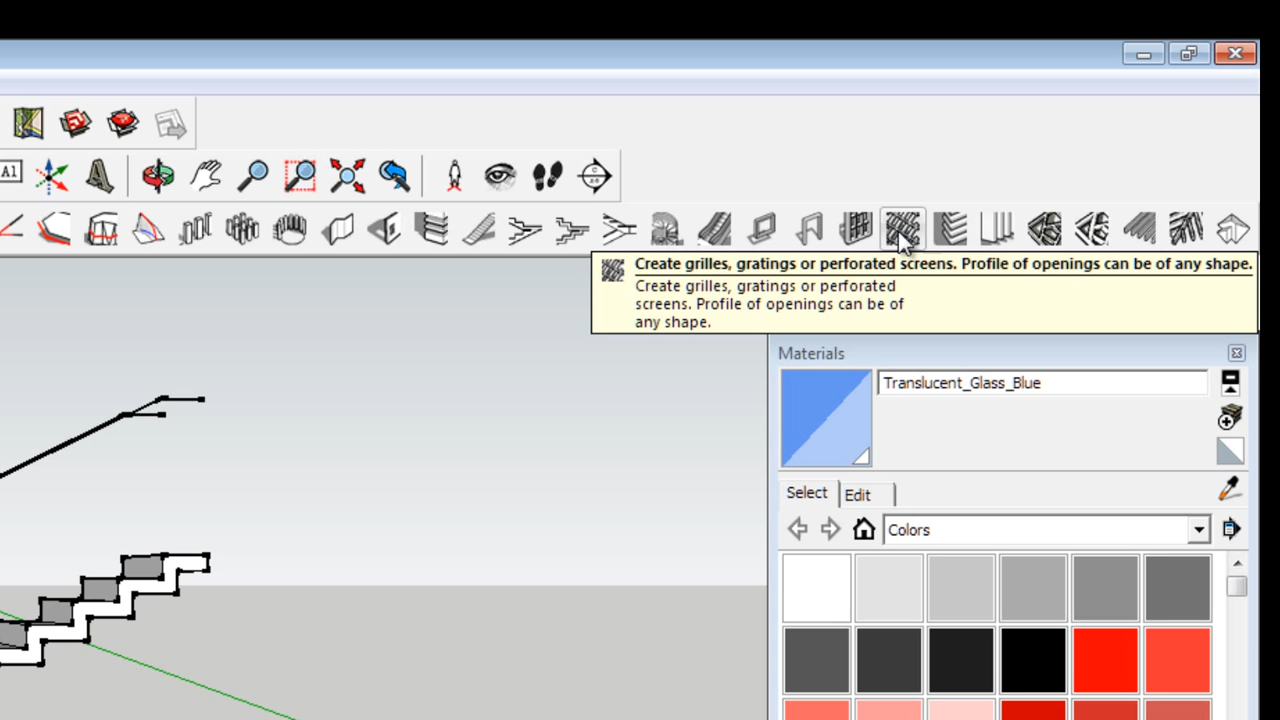 A1
Create grilles, gratings or perforated screens. Profile of openings can be of any shape.
Create grilles, gratings or perforated
screens. Profile of openings can be of
any shape.
Materials
Translucent_Glass_Blue
Select
Edit
Colors